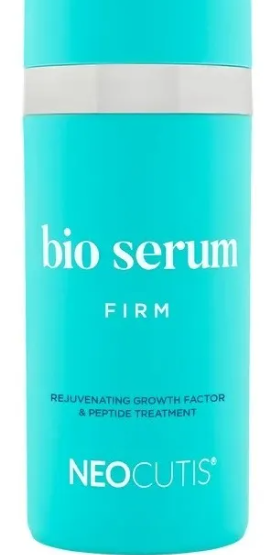 bio serum
FIRM
REJUVENATING GROWTH FACTOR
& PEPTIDE TREATMENT
NEOCUTIS®